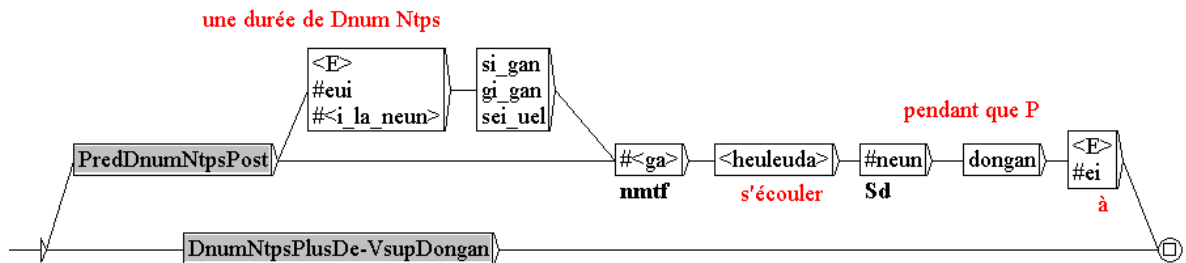 une durée de Dnum Ntps
<E>
#eui
#<i_la_neun>
si_gan
gi_gan
sei_uel
pendant que P
PredDnumNtpsPost
#<ga>
<heuleuda>
#neun
dongan
<E>
#ei
nmtf
s'écouler
Sd
à
DnumNtpsPlusDe-VsupDongan